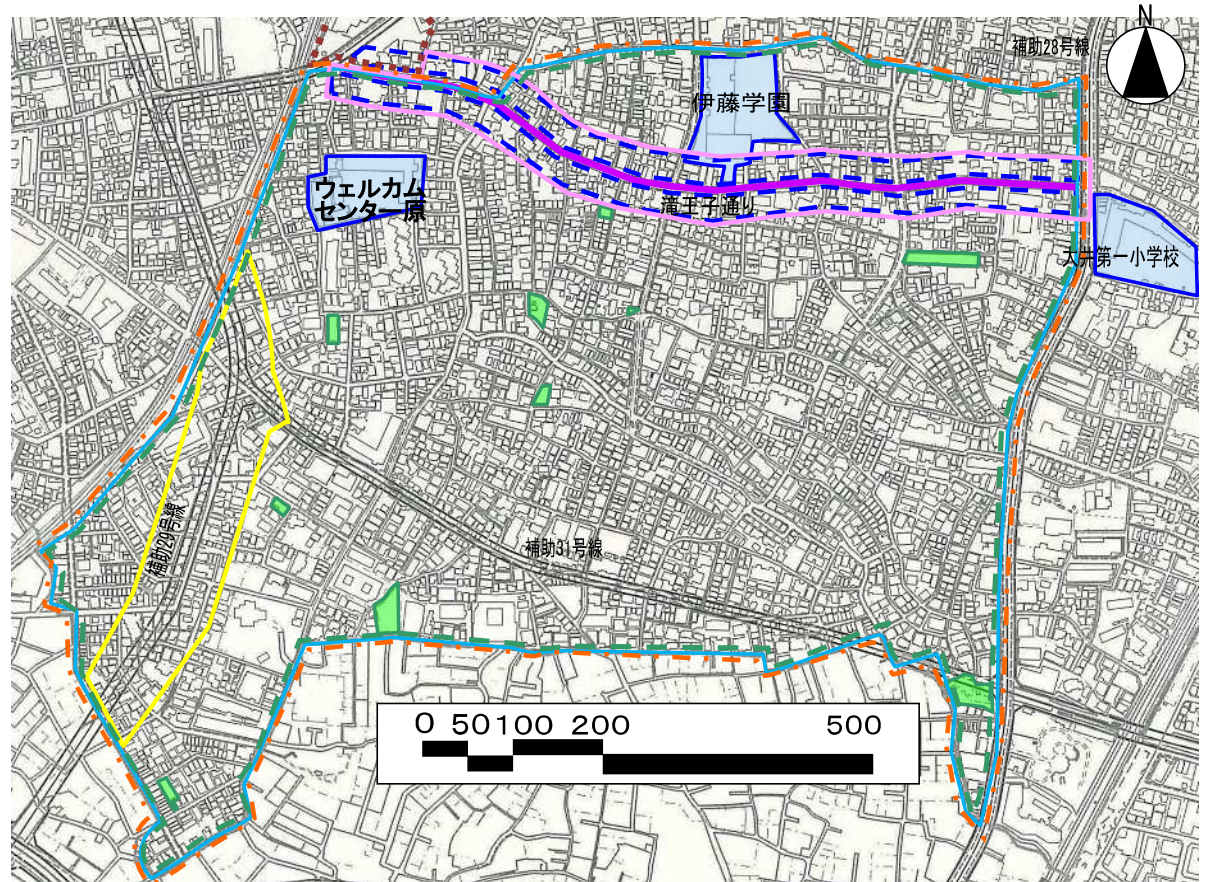 N
補助28号線
伊藤学園
ウェルカム
センター原
滝王子通り
大井第一小学校
補助29号線
補助31号線
0 50 100 200 500